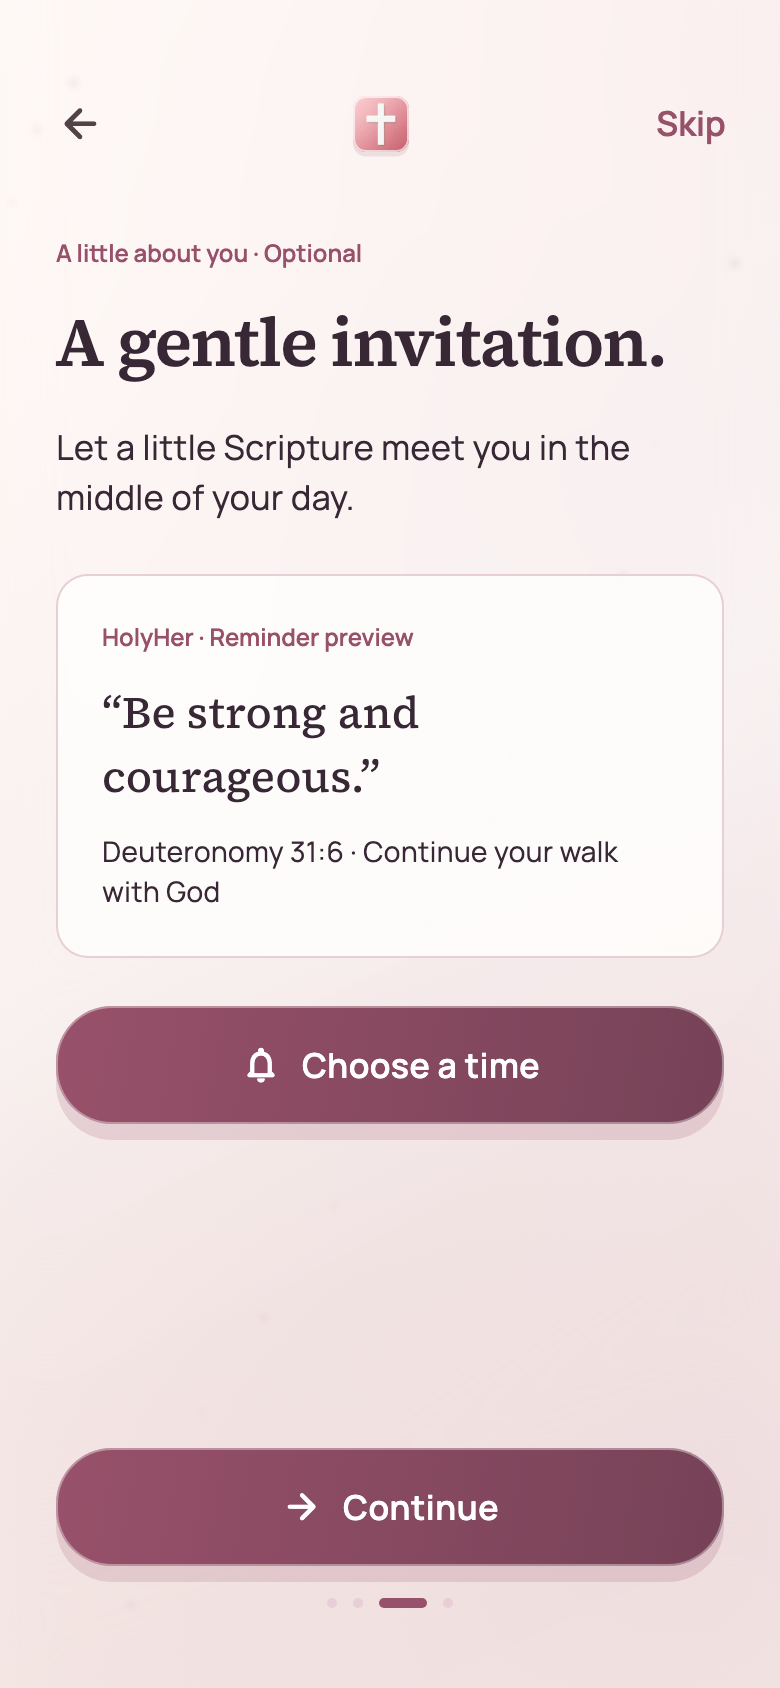 Skip
A little about you · Optional
A gentle invitation.
Let a little Scripture meet you in the
middle of your day.
HolyHer · Reminder preview
“Be strong and
courageous.”
Deuteronomy 31:6 · Continue your walk
with God
Choose a time
Continue